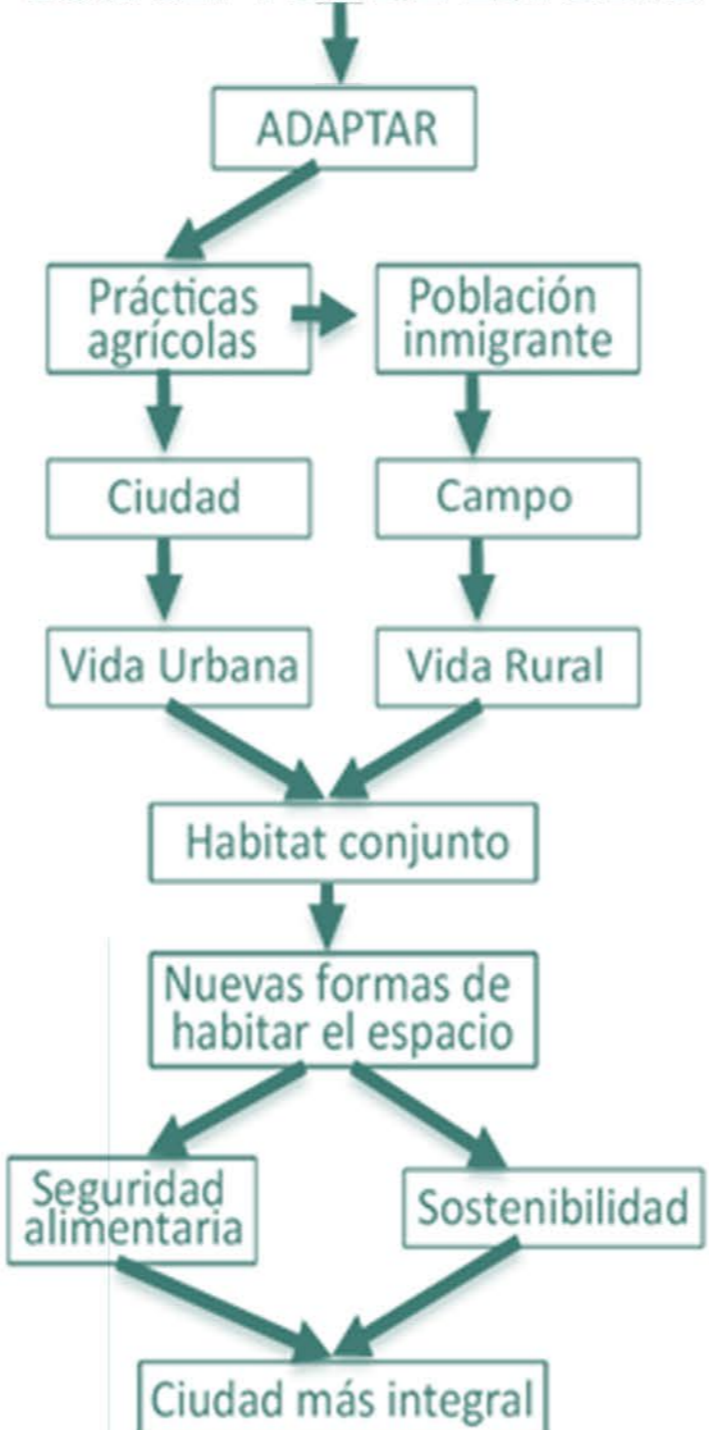 ADAPTAR
Prácticas
agrícolas
Población
inmigrante
Ciudad
Campo
Vida Urbana
Vida Rural
Habitat conjunto
Nuevas formas de
habitar el espacio
Seguridad
alimentaria
Sostenibilidad
Ciudad más integral